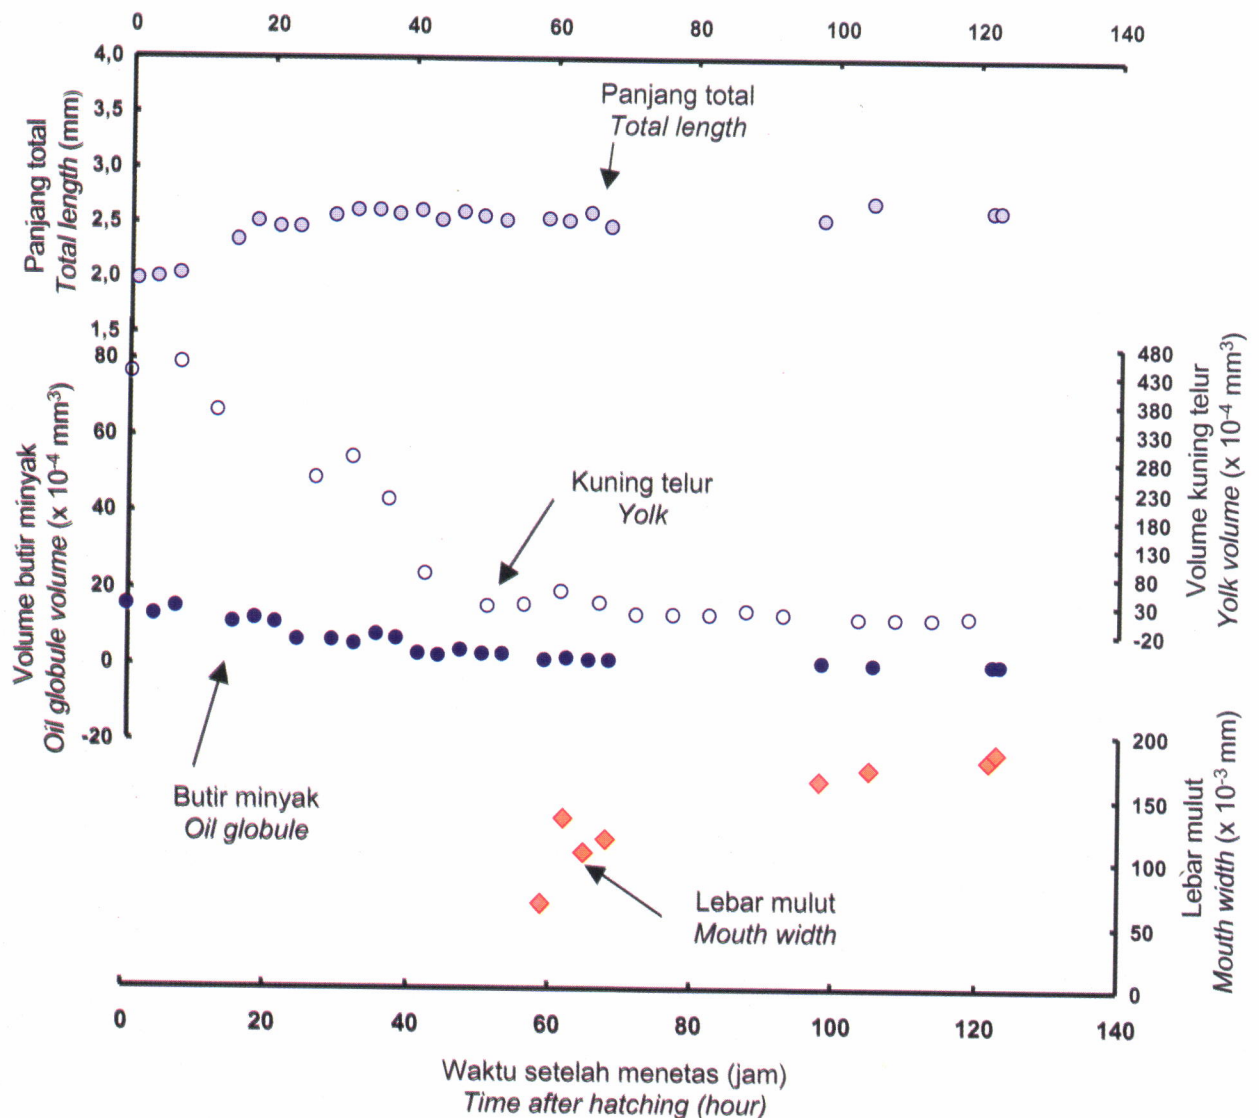 0 20 40 60 80 100 120 140
4,0
3,5
3,0
2,5
2,0
1,5
Panjang total
Total length (mm)
Panjang total
Total length
80
60
40
20
0
-20
Volume butir minyak
Oil globule volume (x 10⁻⁴ mm³)
Kuning telur
Yolk
480
430
380
330
280
230
180
130
80
30
-20
Volume kuning telur
Yolk volume (x 10⁻⁴ mm³)
Butir minyak
Oil globule
Lebar mulut
Mouth width
200
150
100
50
0
Lebar mulut
Mouth width (x 10⁻³ mm)
0 20 40 60 80 100 120 140
Waktu setelah menetas (jam)
Time after hatching (hour)